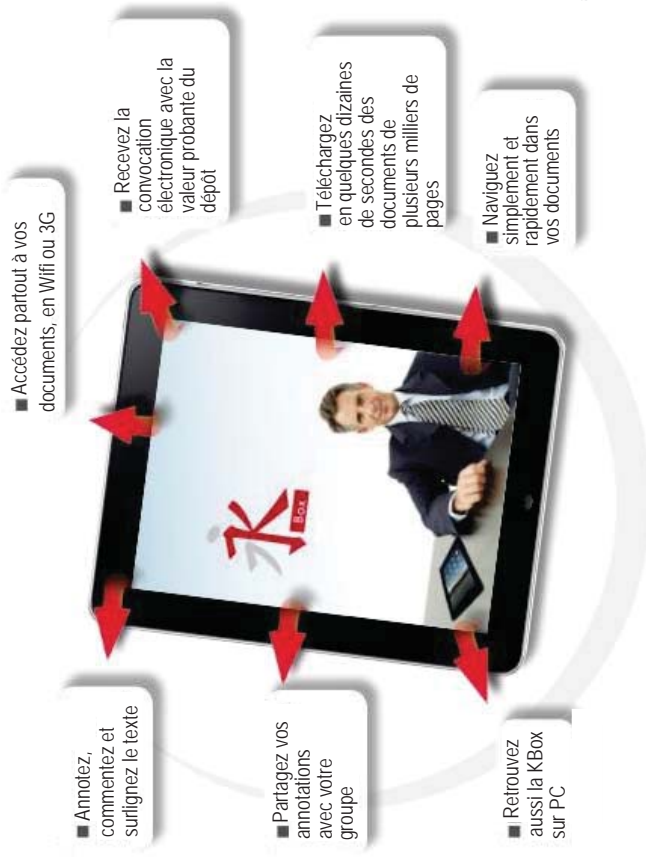 ■ Accédez partout à vos
documents, en Wifi ou 3G
■ Annotez,
commentez et
surlignez le texte
■ Recevez la
convocation
électronique avec la
valeur probante du
dépôt
■ Partagez vos
annotations
avec votre
groupe
■ Téléchargez
en quelques dizaines
de secondes des
documents de
plusieurs milliers de
pages
■ Retrouvez
aussi la KBox
sur PC
■ Naviguez
simplement et
rapidement dans
vos documents
K
Box